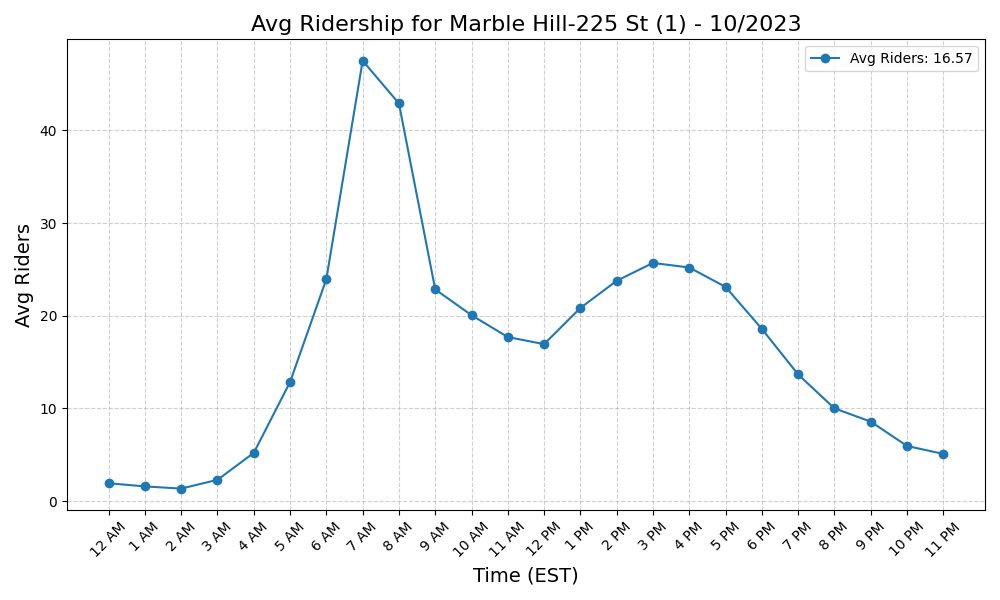 Avg Ridership for Marble Hill-225 St (1) - 10/2023
Avg Riders: 16.57
Avg Riders
40
30
20
10
0
12 AM
1 AM
2 AM
3 AM
4 AM
5 AM
6 AM
7 AM
8 AM
9 AM
10 AM
11 AM
12 PM
1 PM
2 PM
3 PM
4 PM
5 PM
6 PM
7 PM
8 PM
9 PM
10 PM
11 PM
Time (EST)